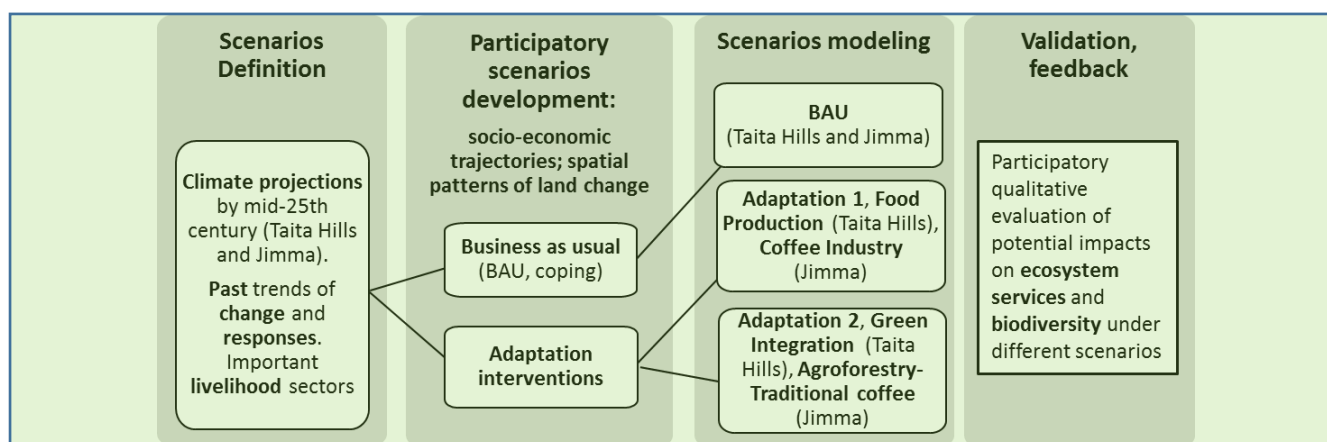 Scenarios
Definition
Climate projections
by mid-25th
century (Taita Hills
and Jimma).
Past trends of
change and
responses.
Important
livelihood sectors
Participatory
scenarios
development:
socio-economic
trajectories; spatial
patterns of land change
Business as usual
(BAU, coping)
Adaptation
interventions
Scenarios modeling
BAU
(Taita Hills and Jimma)
Adaptation 1, Food
Production (Taita Hills),
Coffee Industry
(Jimma)
Adaptation 2, Green
Integration (Taita
Hills), Agroforestry-
Traditional coffee
(Jimma)
Validation,
feedback
Participatory
qualitative
evaluation of
potential impacts
on ecosystem
services and
biodiversity under
different scenarios